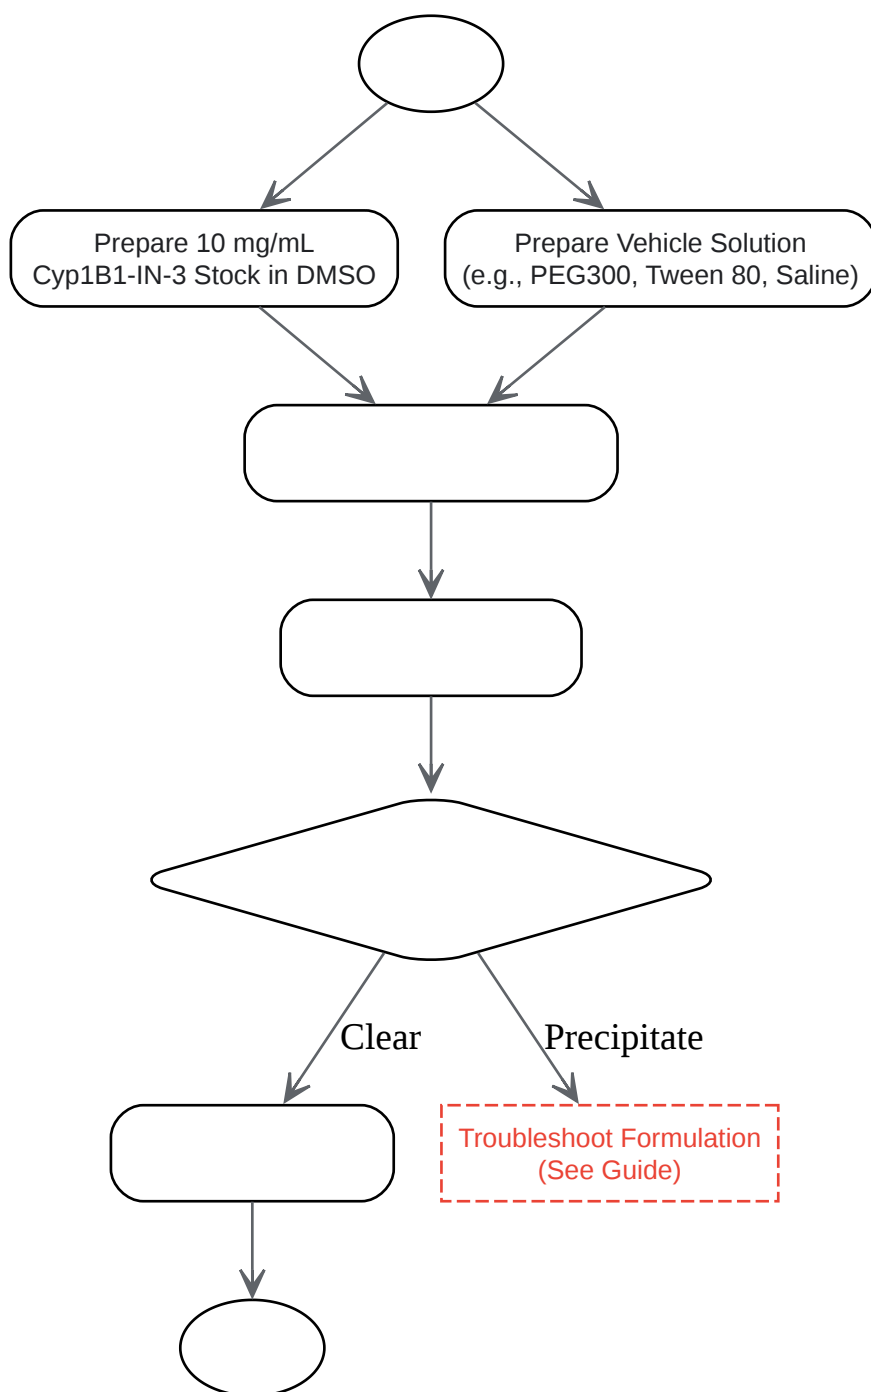 Prepare 10 mg/mL
Cyp1B1-IN-3 Stock in DMSO
Prepare Vehicle Solution
(e.g., PEG300, Tween 80, Saline)
Clear
Precipitate
Troubleshoot Formulation
(See Guide)